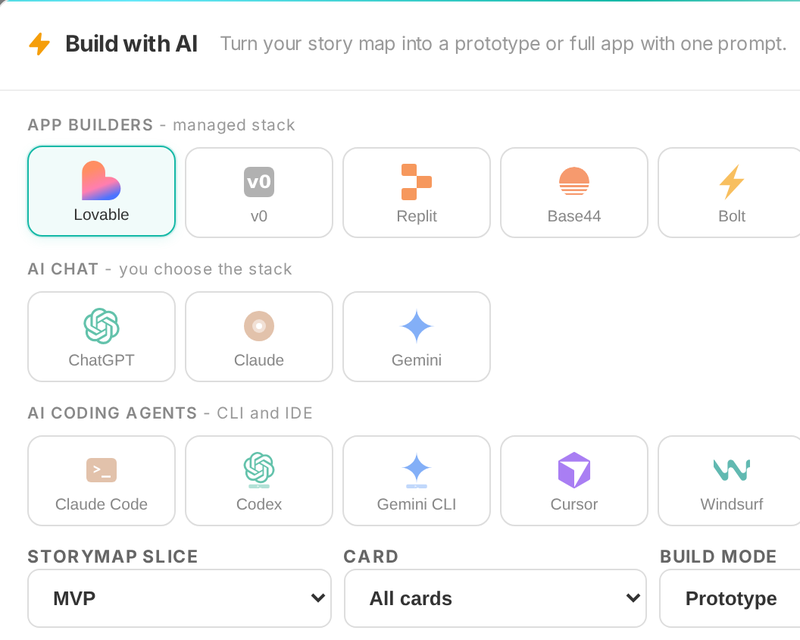 Build with AI Turn your story map into a prototype or full app with one prompt.
APP BUILDERS - managed stack
v0
Lovable v0 Replit Base44 Bolt
AI CHAT - you choose the stack
ChatGPT Claude Gemini
AI CODING AGENTS - CLI and IDE
>_
Claude Code Codex Gemini CLI Cursor Windsurf
STORYMAP SLICE CARD BUILD MODE
MVP All cards Prototype